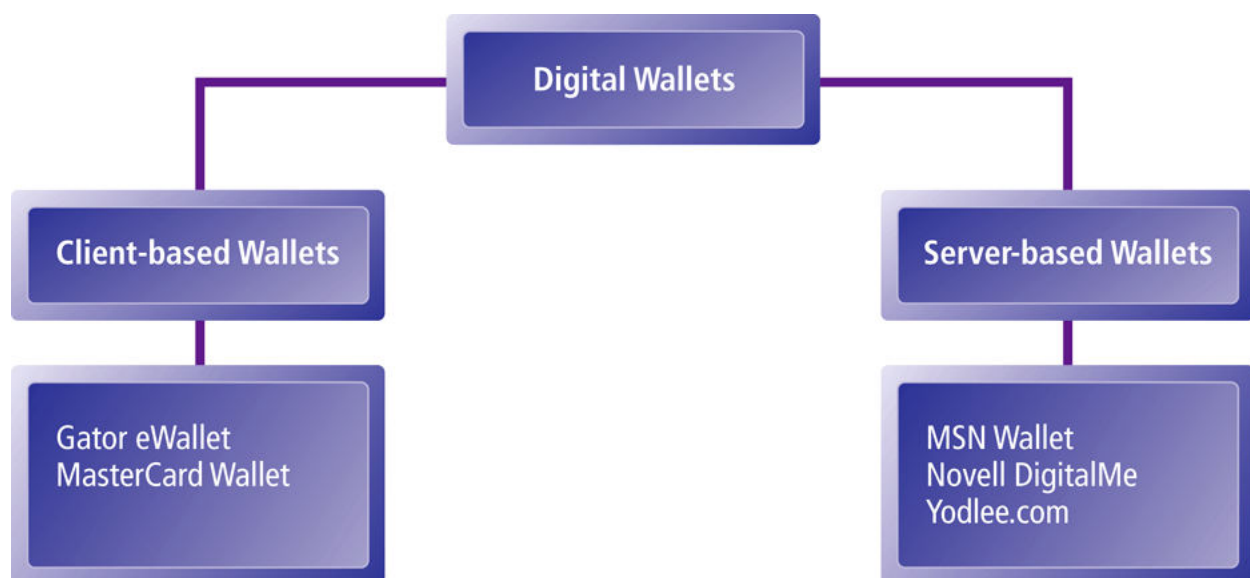 Digital Wallets
Client-based Wallets
Server-based Wallets
Gator eWallet
MasterCard Wallet
MSN Wallet
Novell DigitalMe
Yodlee.com